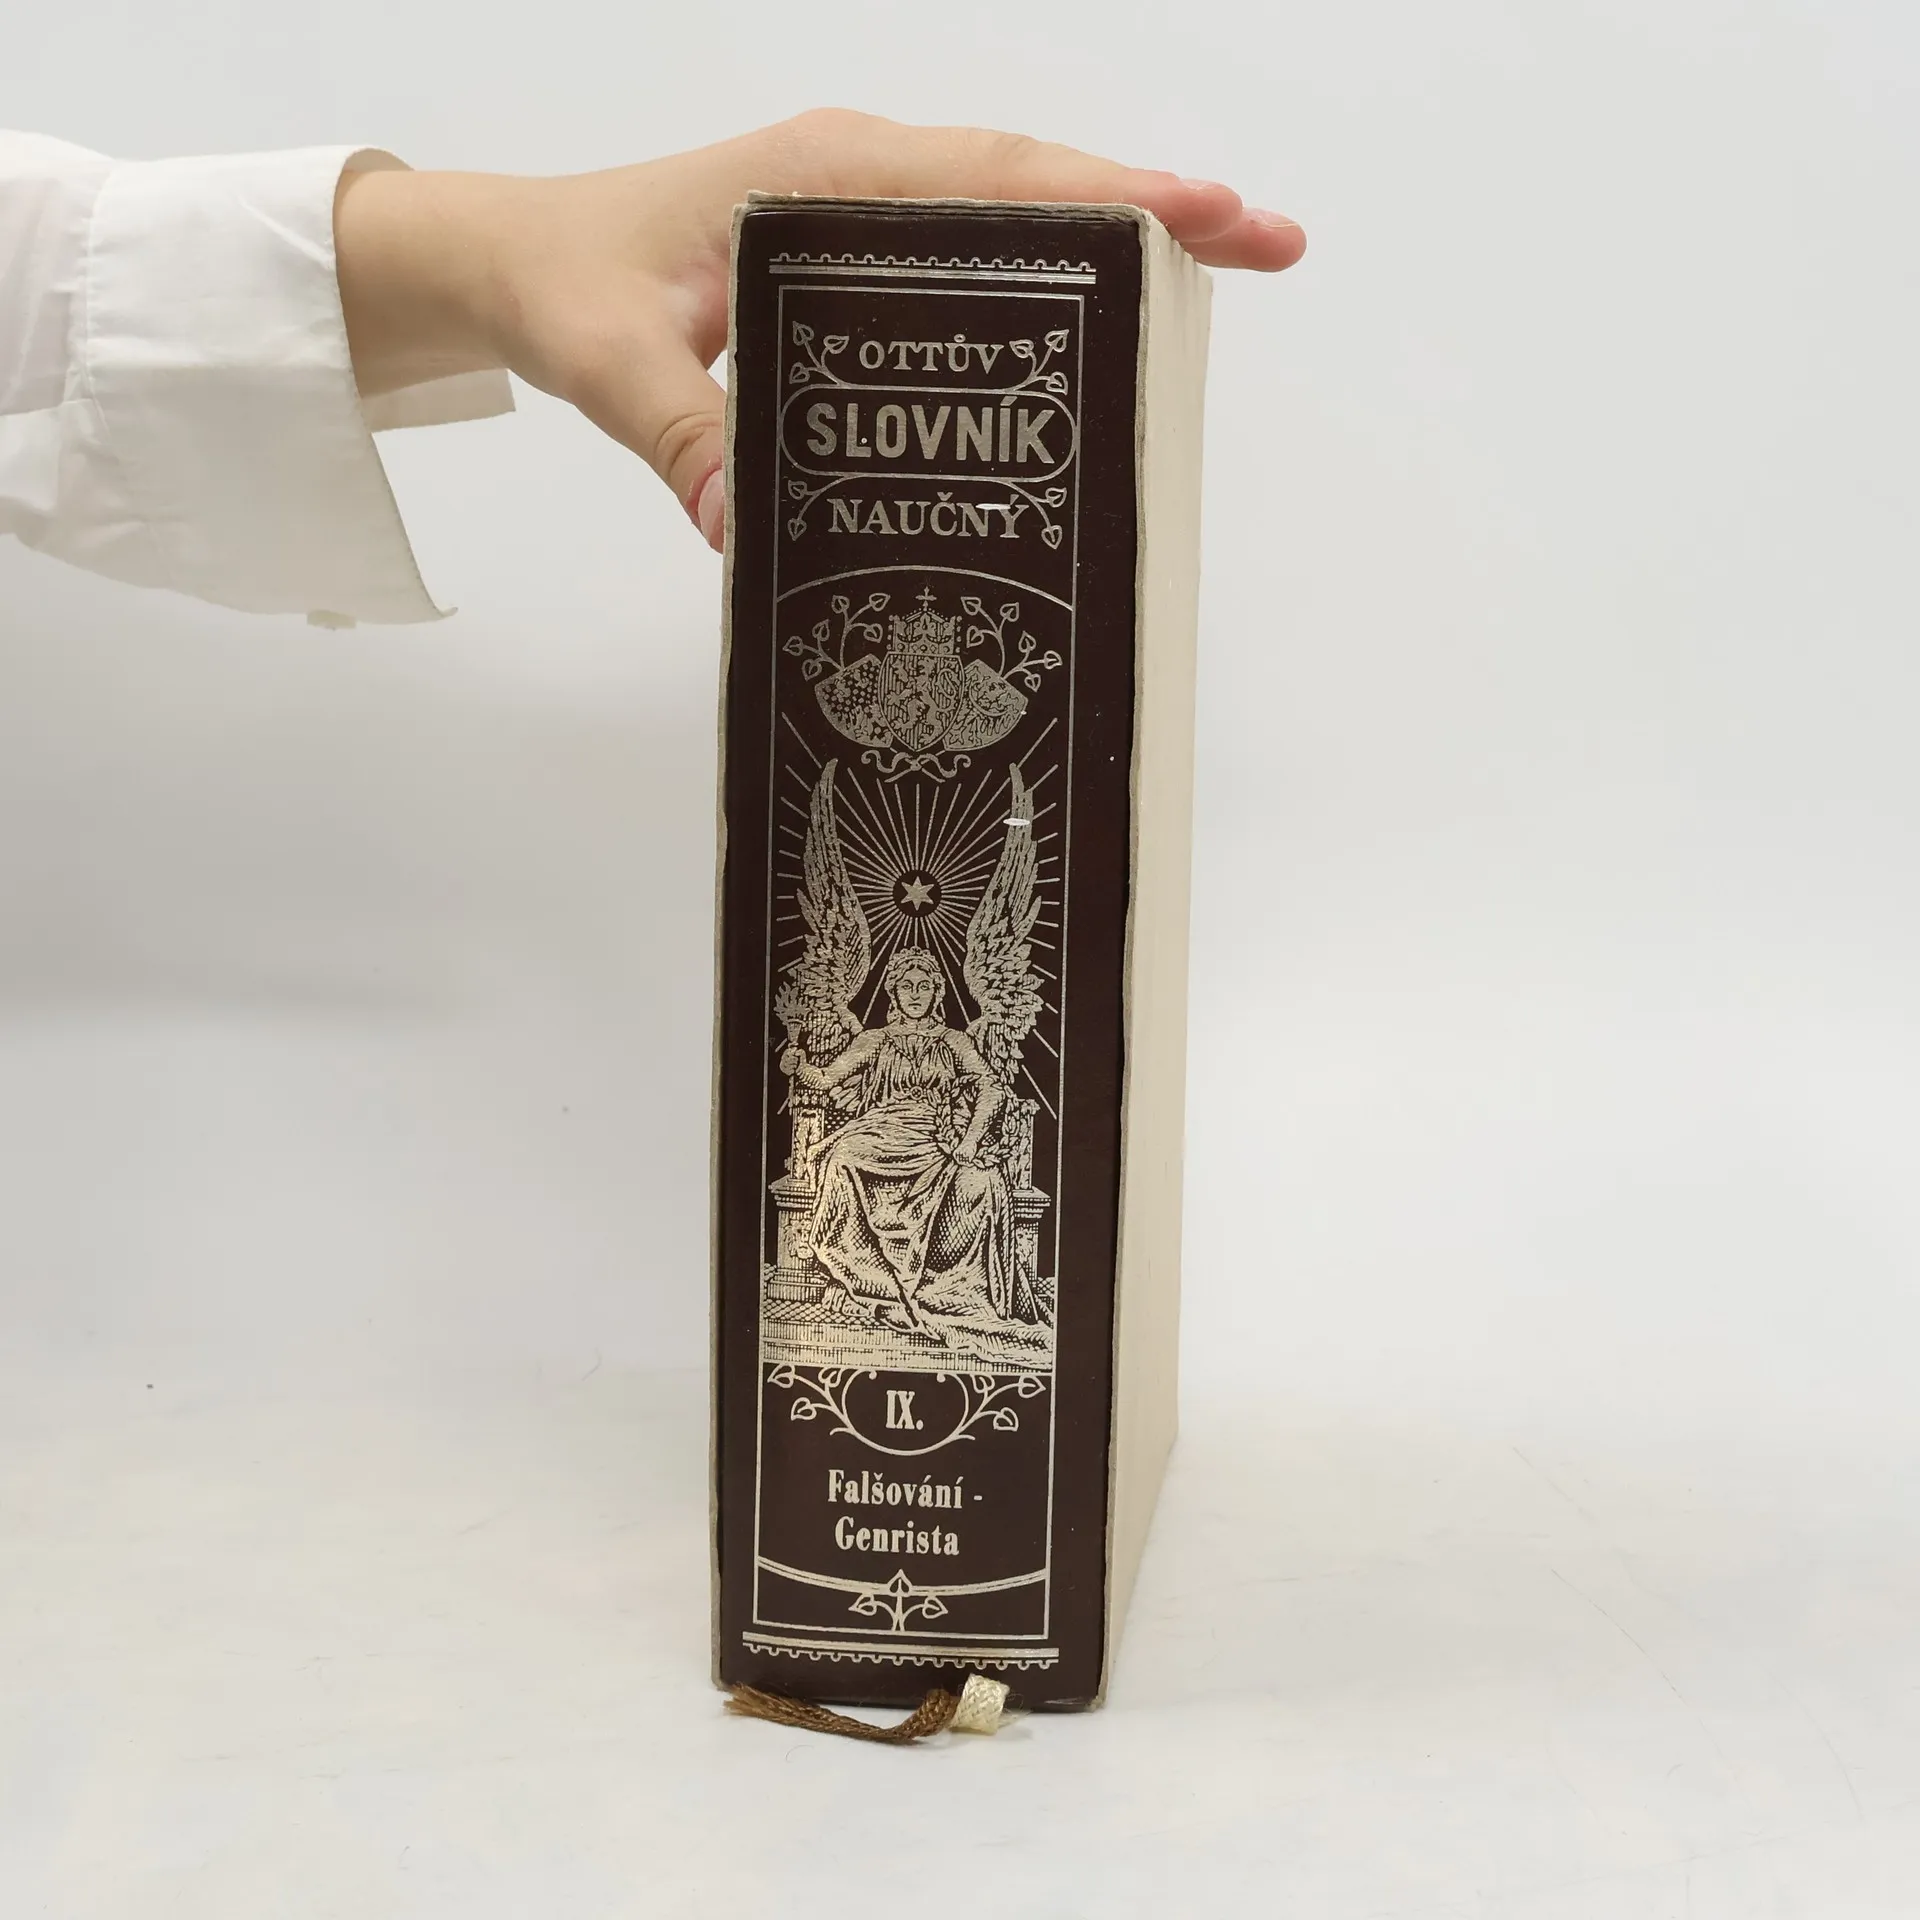 OTTŮV
SLOVNÍK
NAUČNÝ
IX.
Falšování -
Genrista